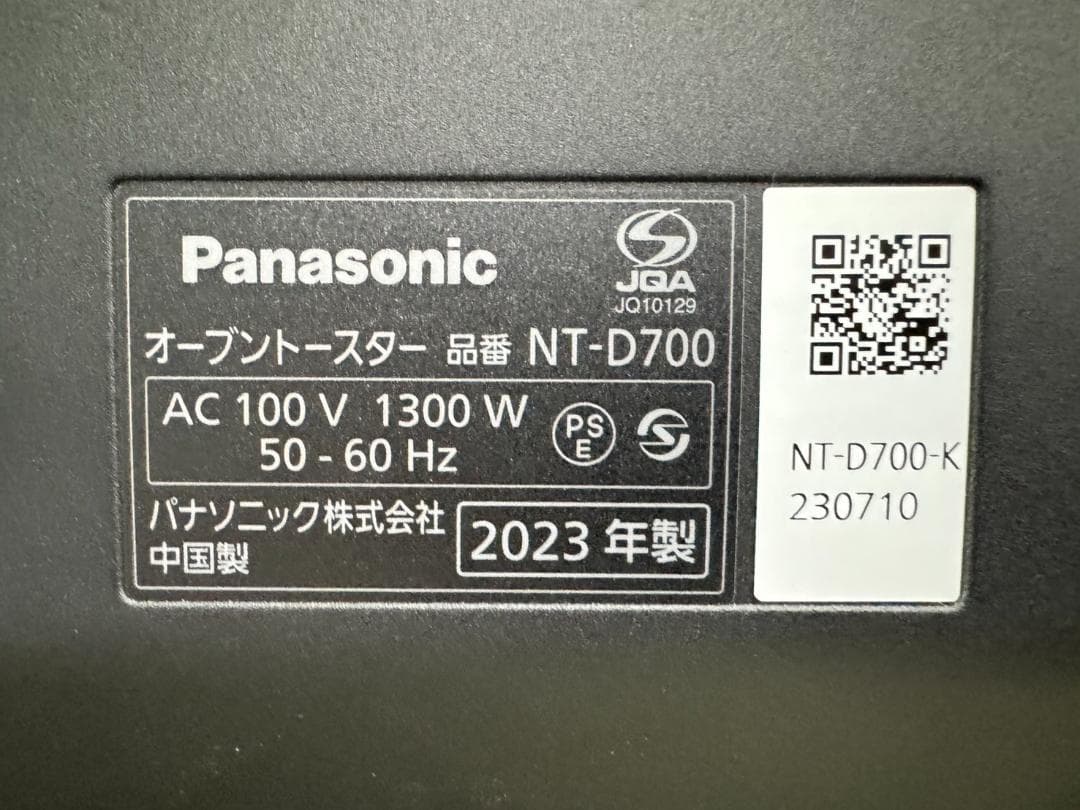 Panasonic
JQA
JQ10129
オーブントースター 品番 NT-D700
AC 100 V 1300 W
50 - 60 Hz
PS
E
パナソニック株式会社
中国製
2023 年製
NT-D700-K
230710